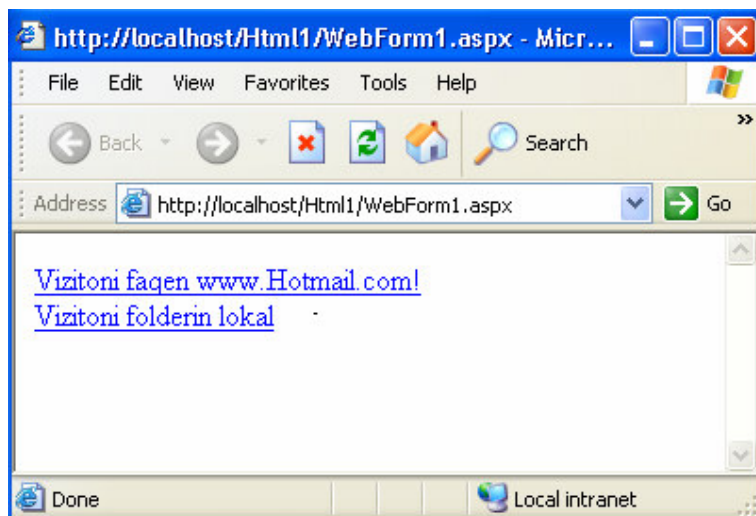 http://localhost/Html1/WebForm1.aspx - Micr...
File Edit View Favorites Tools Help
Back Search »
Address http://localhost/Html1/WebForm1.aspx Go
Vizitoni faqen www.Hotmail.com!
Vizitoni folderin lokal
Done Local intranet